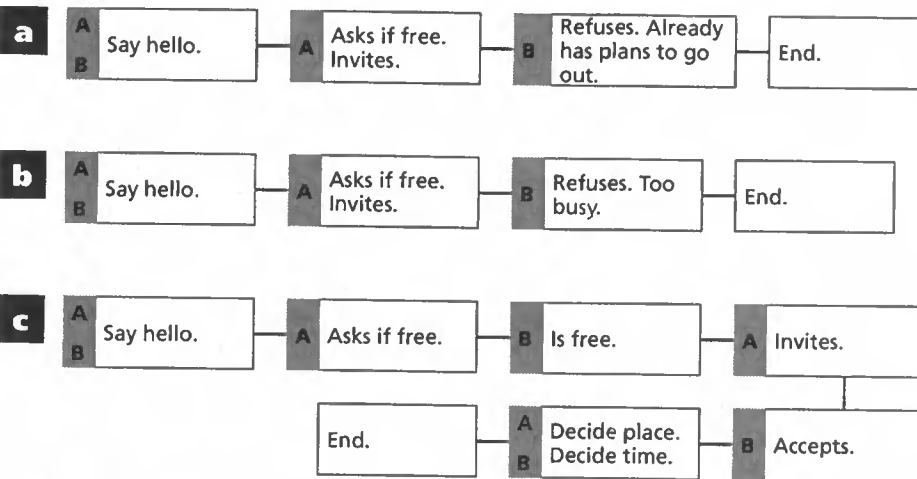 a
A
B
Say hello.
A
Asks if free.
Invites.
B
Refuses. Already
has plans to go
out.
End.
b
A
B
Say hello.
A
Asks if free.
Invites.
B
Refuses. Too
busy.
End.
c
A
B
Say hello.
A
Asks if free.
B
Is free.
A
Invites.
B
Accepts.
A
B
Decide place.
Decide time.
End.